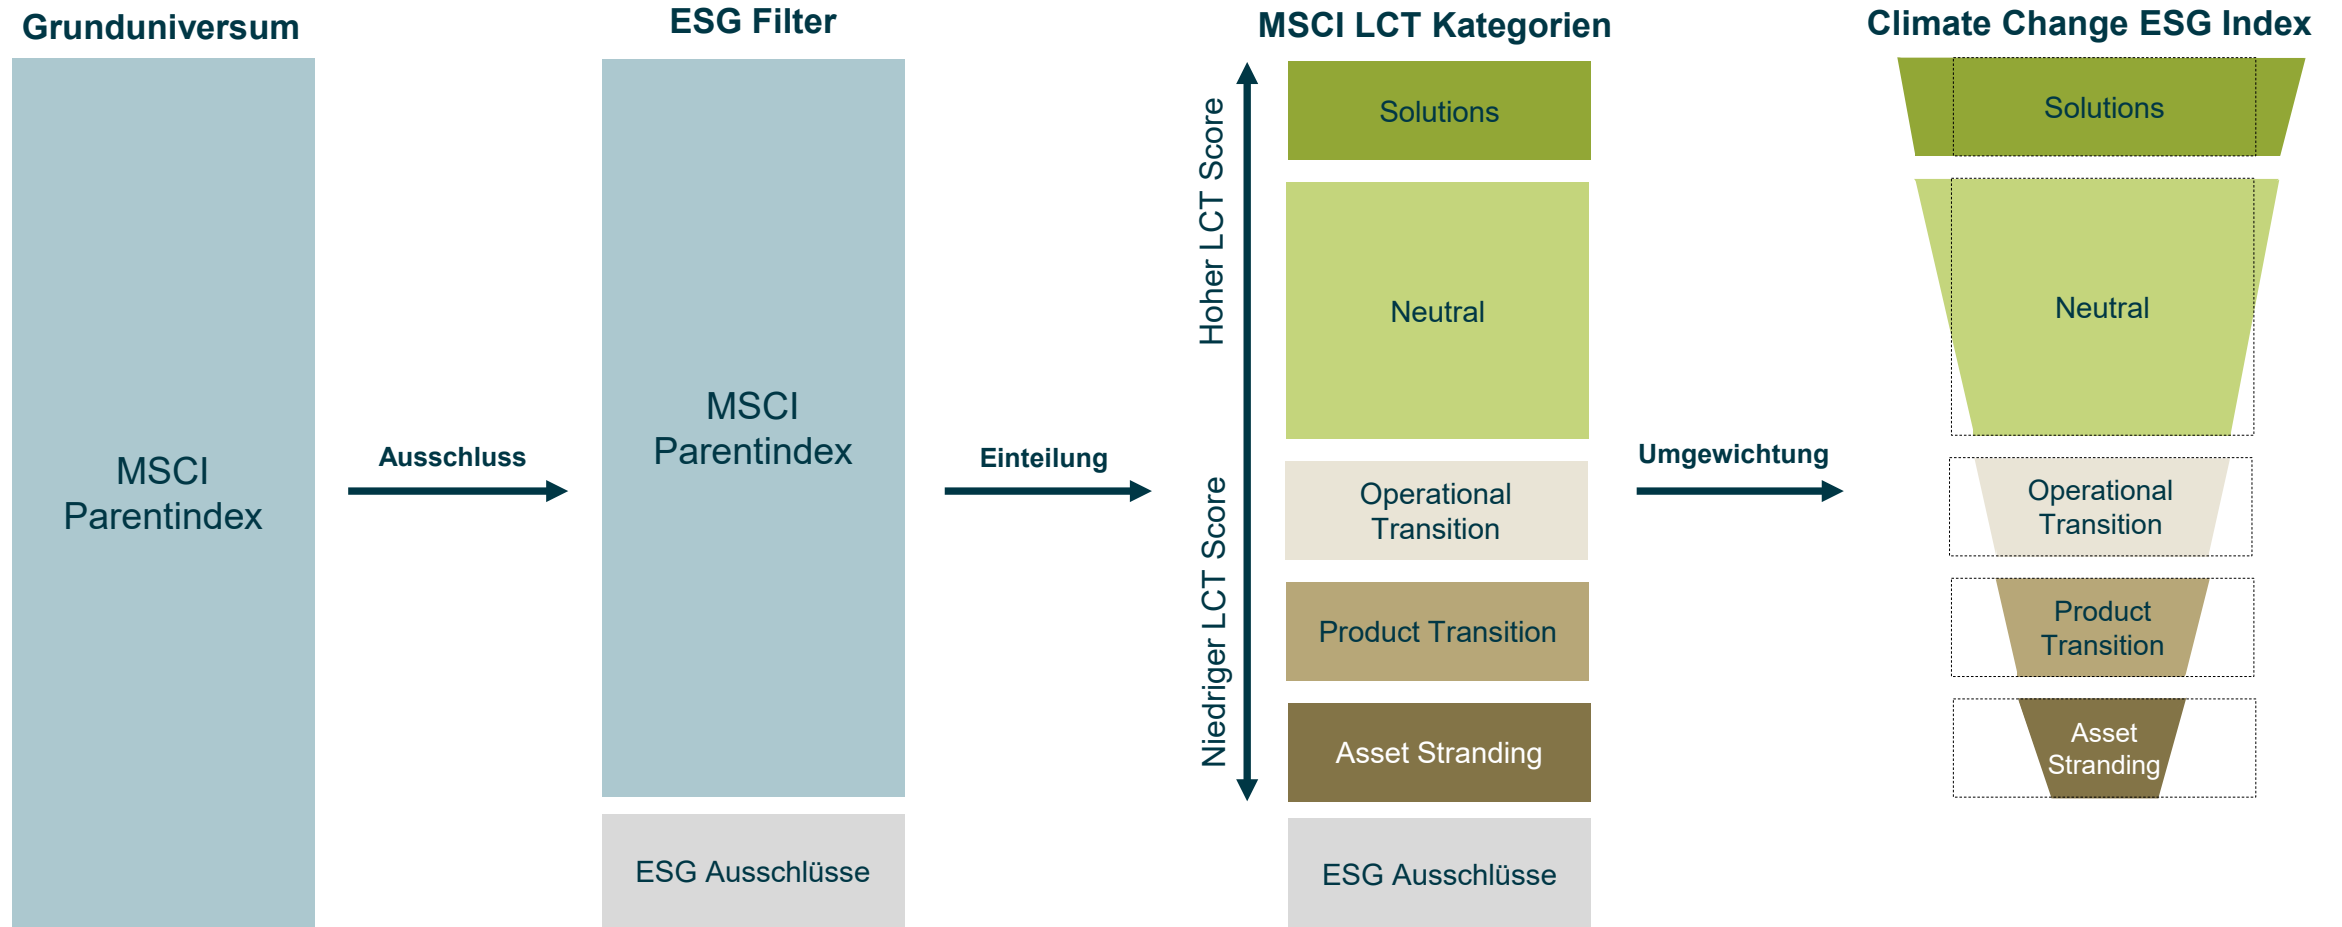 Grunduniversum
MSCI
Parentindex
Ausschluss
ESG Filter
MSCI
Parentindex
ESG Ausschlüsse
Einteilung
MSCI LCT Kategorien
Hoher LCT Score
Niedriger LCT Score
Solutions
Neutral
Operational
Transition
Product Transition
Asset Stranding
ESG Ausschlüsse
Umgewichtung
Climate Change ESG Index
Solutions
Neutral
Operational
Transition
Product
Transition
Asset
Stranding